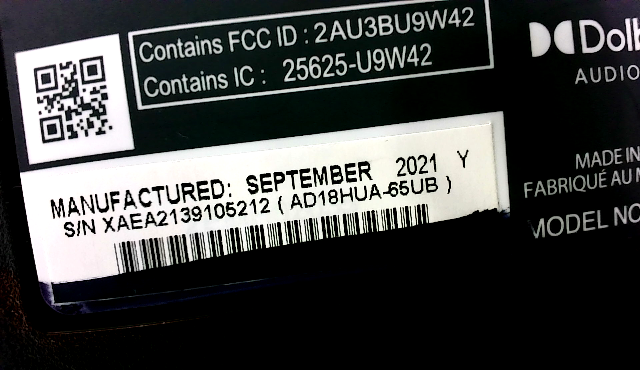 Contains FCC ID : 2AU3BU9W42
Contains IC : 25625-U9W42
AUDIO
MANUFACTURED: SEPTEMBER 2021 Y
S/N XAEA2139105212 ( AD18HUA-65UB )
MADE IN
FABRIQUÉ AU
MODEL NO